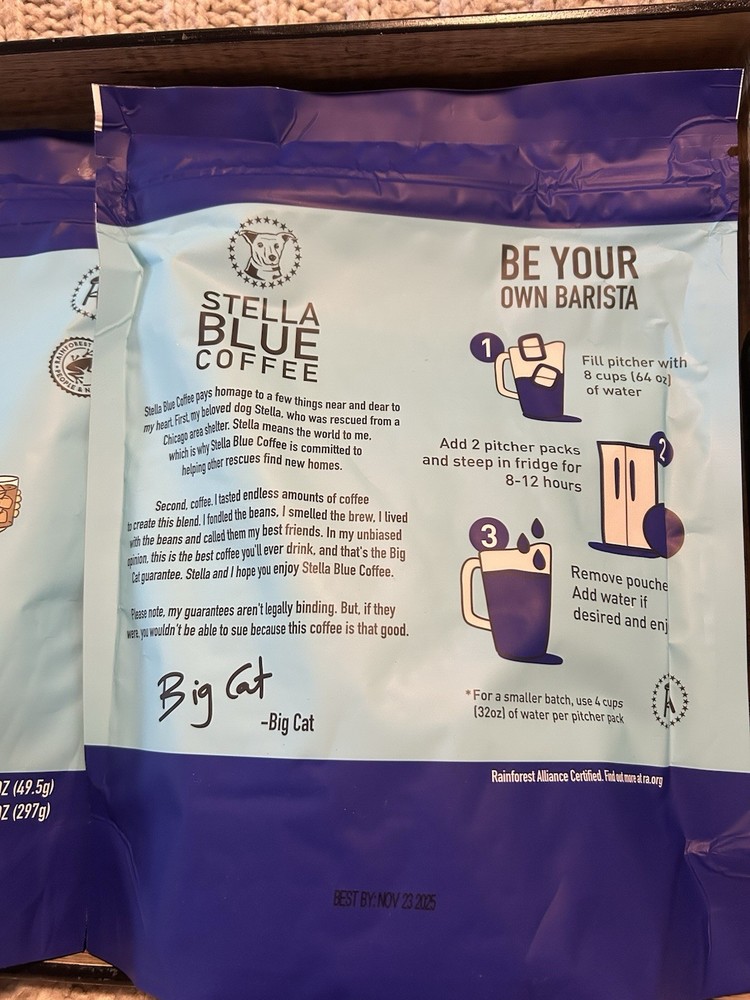 STELLA
BLUE
COFFEE
Stella Blue Coffee pays homage to a few things near and dear to
my heart. First, my beloved dog Stella, who was rescued from a
Chicago area shelter. Stella means the world to me.
which is why Stella Blue Coffee is committed to
helping other rescues find new homes.
Second, coffee. I tasted endless amounts of coffee
to create this blend. I fondled the beans, I smelled the brew, I lived
with the beans and called them my best friends. In my unbiased
opinion, this is the best coffee you'll ever drink, and that's the Big
Cat guarantee. Stella and I hope you enjoy Stella Blue Coffee.
Please note, my guarantees aren't legally binding. But, if they
were, you wouldn't be able to sue because this coffee is that good.
Big Cat
-Big Cat
BE YOUR
OWN BARISTA
1
Fill pitcher with
8 cups (64 oz)
of water
Add 2 pitcher packs
and steep in fridge for
8-12 hours
2
3
Remove pouche
Add water if
desired and enj
*For a smaller batch, use 4 cups
(32oz) of water per pitcher pack
Rainforest Alliance Certified. Find out more at ra.org
BEST BY: NOV 23 2025
RAINFOREST
PEOPLE & N
OZ (49.5g)
OZ (297g)